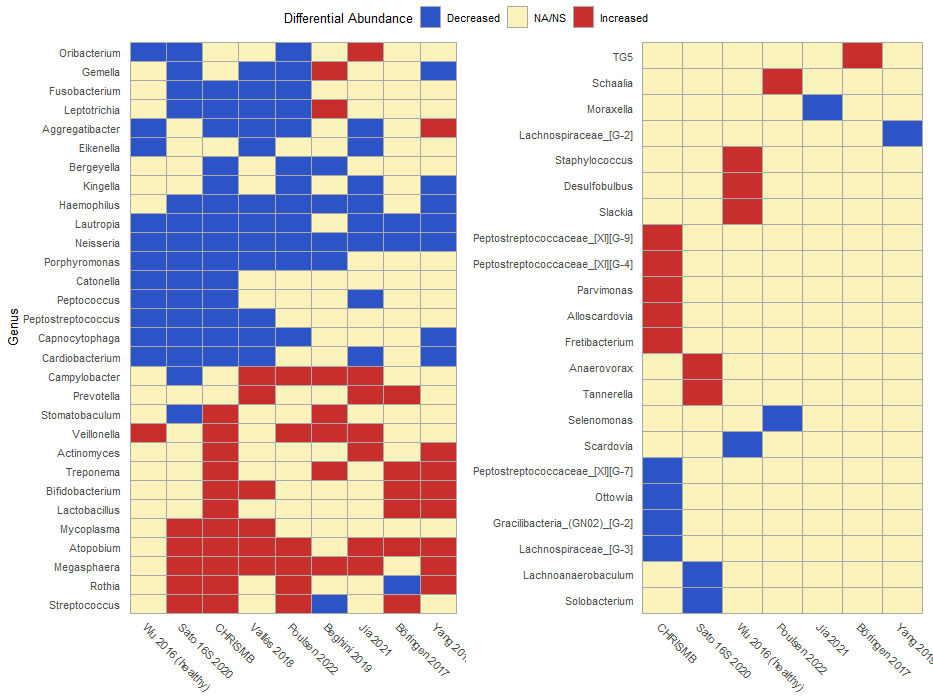 Differential Abundance Decreased NA/NS Increased
Genus
Oribacterium
Gemella
Fusobacterium
Leptotrichia
Aggregatibacter
Eikenella
Bergeyella
Kingella
Haemophilus
Lautropia
Neisseria
Porphyromonas
Catonella
Peptococcus
Peptostreptococcus
Capnocytophaga
Cardiobacterium
Campylobacter
Prevotella
Stomatobaculum
Veillonella
Actinomyces
Treponema
Bifidobacterium
Lactobacillus
Mycoplasma
Atopobium
Megasphaera
Rothia
Streptococcus
Wu 2016 (healthy)
Sato 16S 2020
CHRISMB
Vallès 2018
Poulsen 2022
Beghini 2019
Jia 2021
Böringen 2017
Yang 2019
TG5
Schaalia
Moraxella
Lachnospiraceae_[G-2]
Staphylococcus
Desulfobulbus
Slackia
Peptostreptococcaceae_[XI][G-9]
Peptostreptococcaceae_[XI][G-4]
Parvimonas
Alloscardovia
Fretibacterium
Anaerovorax
Tannerella
Selenomonas
Scardovia
Peptostreptococcaceae_[XI][G-7]
Ottowia
Gracilibacteria_(GN02)_[G-2]
Lachnospiraceae_[G-3]
Lachnoanaerobaculum
Solobacterium
CHRISMB
Sato 16S 2020
Wu 2016 (healthy)
Poulsen 2022
Jia 2021
Böringen 2017
Yang 2019